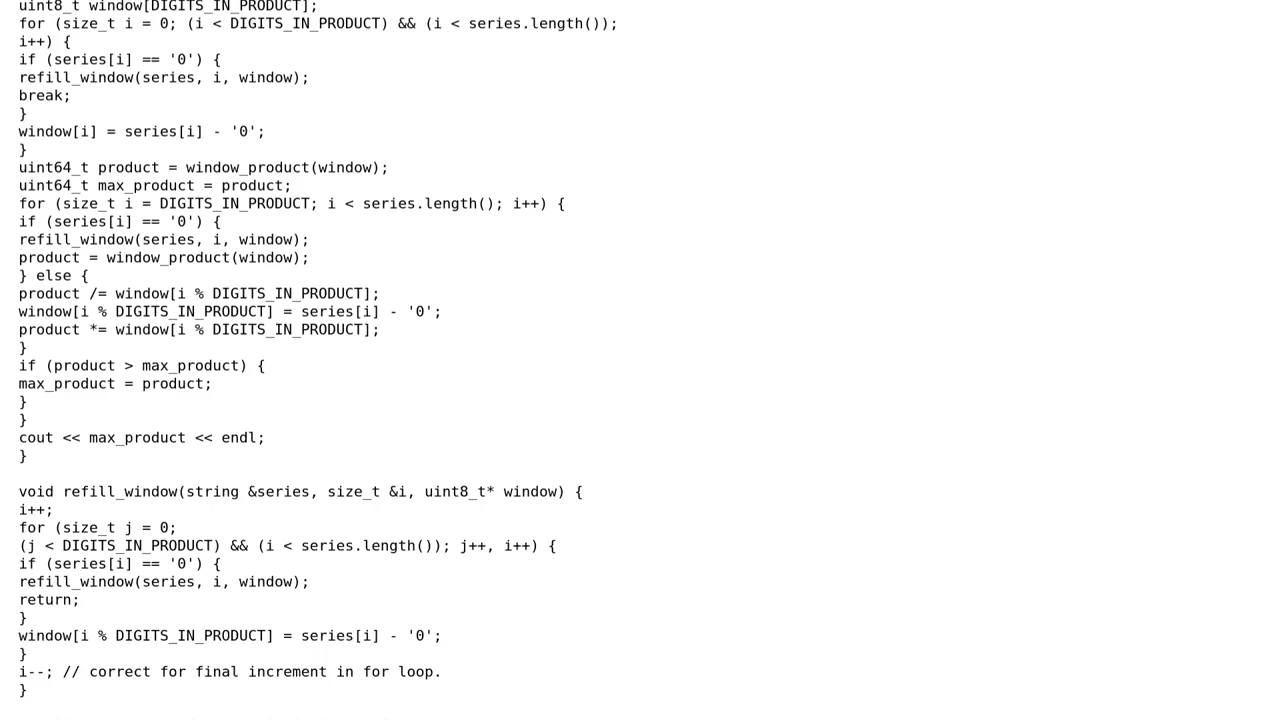 uint8_t window[DIGITS_IN_PRODUCT];
for (size_t i = 0; (i < DIGITS_IN_PRODUCT) && (i < series.length());
i++) {
if (series[i] == '0') {
refill_window(series, i, window);
break;
}
window[i] = series[i] - '0';
}
uint64_t product = window_product(window);
uint64_t max_product = product;
for (size_t i = DIGITS_IN_PRODUCT; i < series.length(); i++) {
if (series[i] == '0') {
refill_window(series, i, window);
product = window_product(window);
} else {
product /= window[i % DIGITS_IN_PRODUCT];
window[i % DIGITS_IN_PRODUCT] = series[i] - '0';
product *= window[i % DIGITS_IN_PRODUCT];
}
if (product > max_product) {
max_product = product;
}
}
cout << max_product << endl;
}

void refill_window(string &series, size_t &i, uint8_t* window) {
i++;
for (size_t j = 0;
(j < DIGITS_IN_PRODUCT) && (i < series.length()); j++, i++) {
if (series[i] == '0') {
refill_window(series, i, window);
return;
}
window[i % DIGITS_IN_PRODUCT] = series[i] - '0';
}
i--; // correct for final increment in for loop.
}